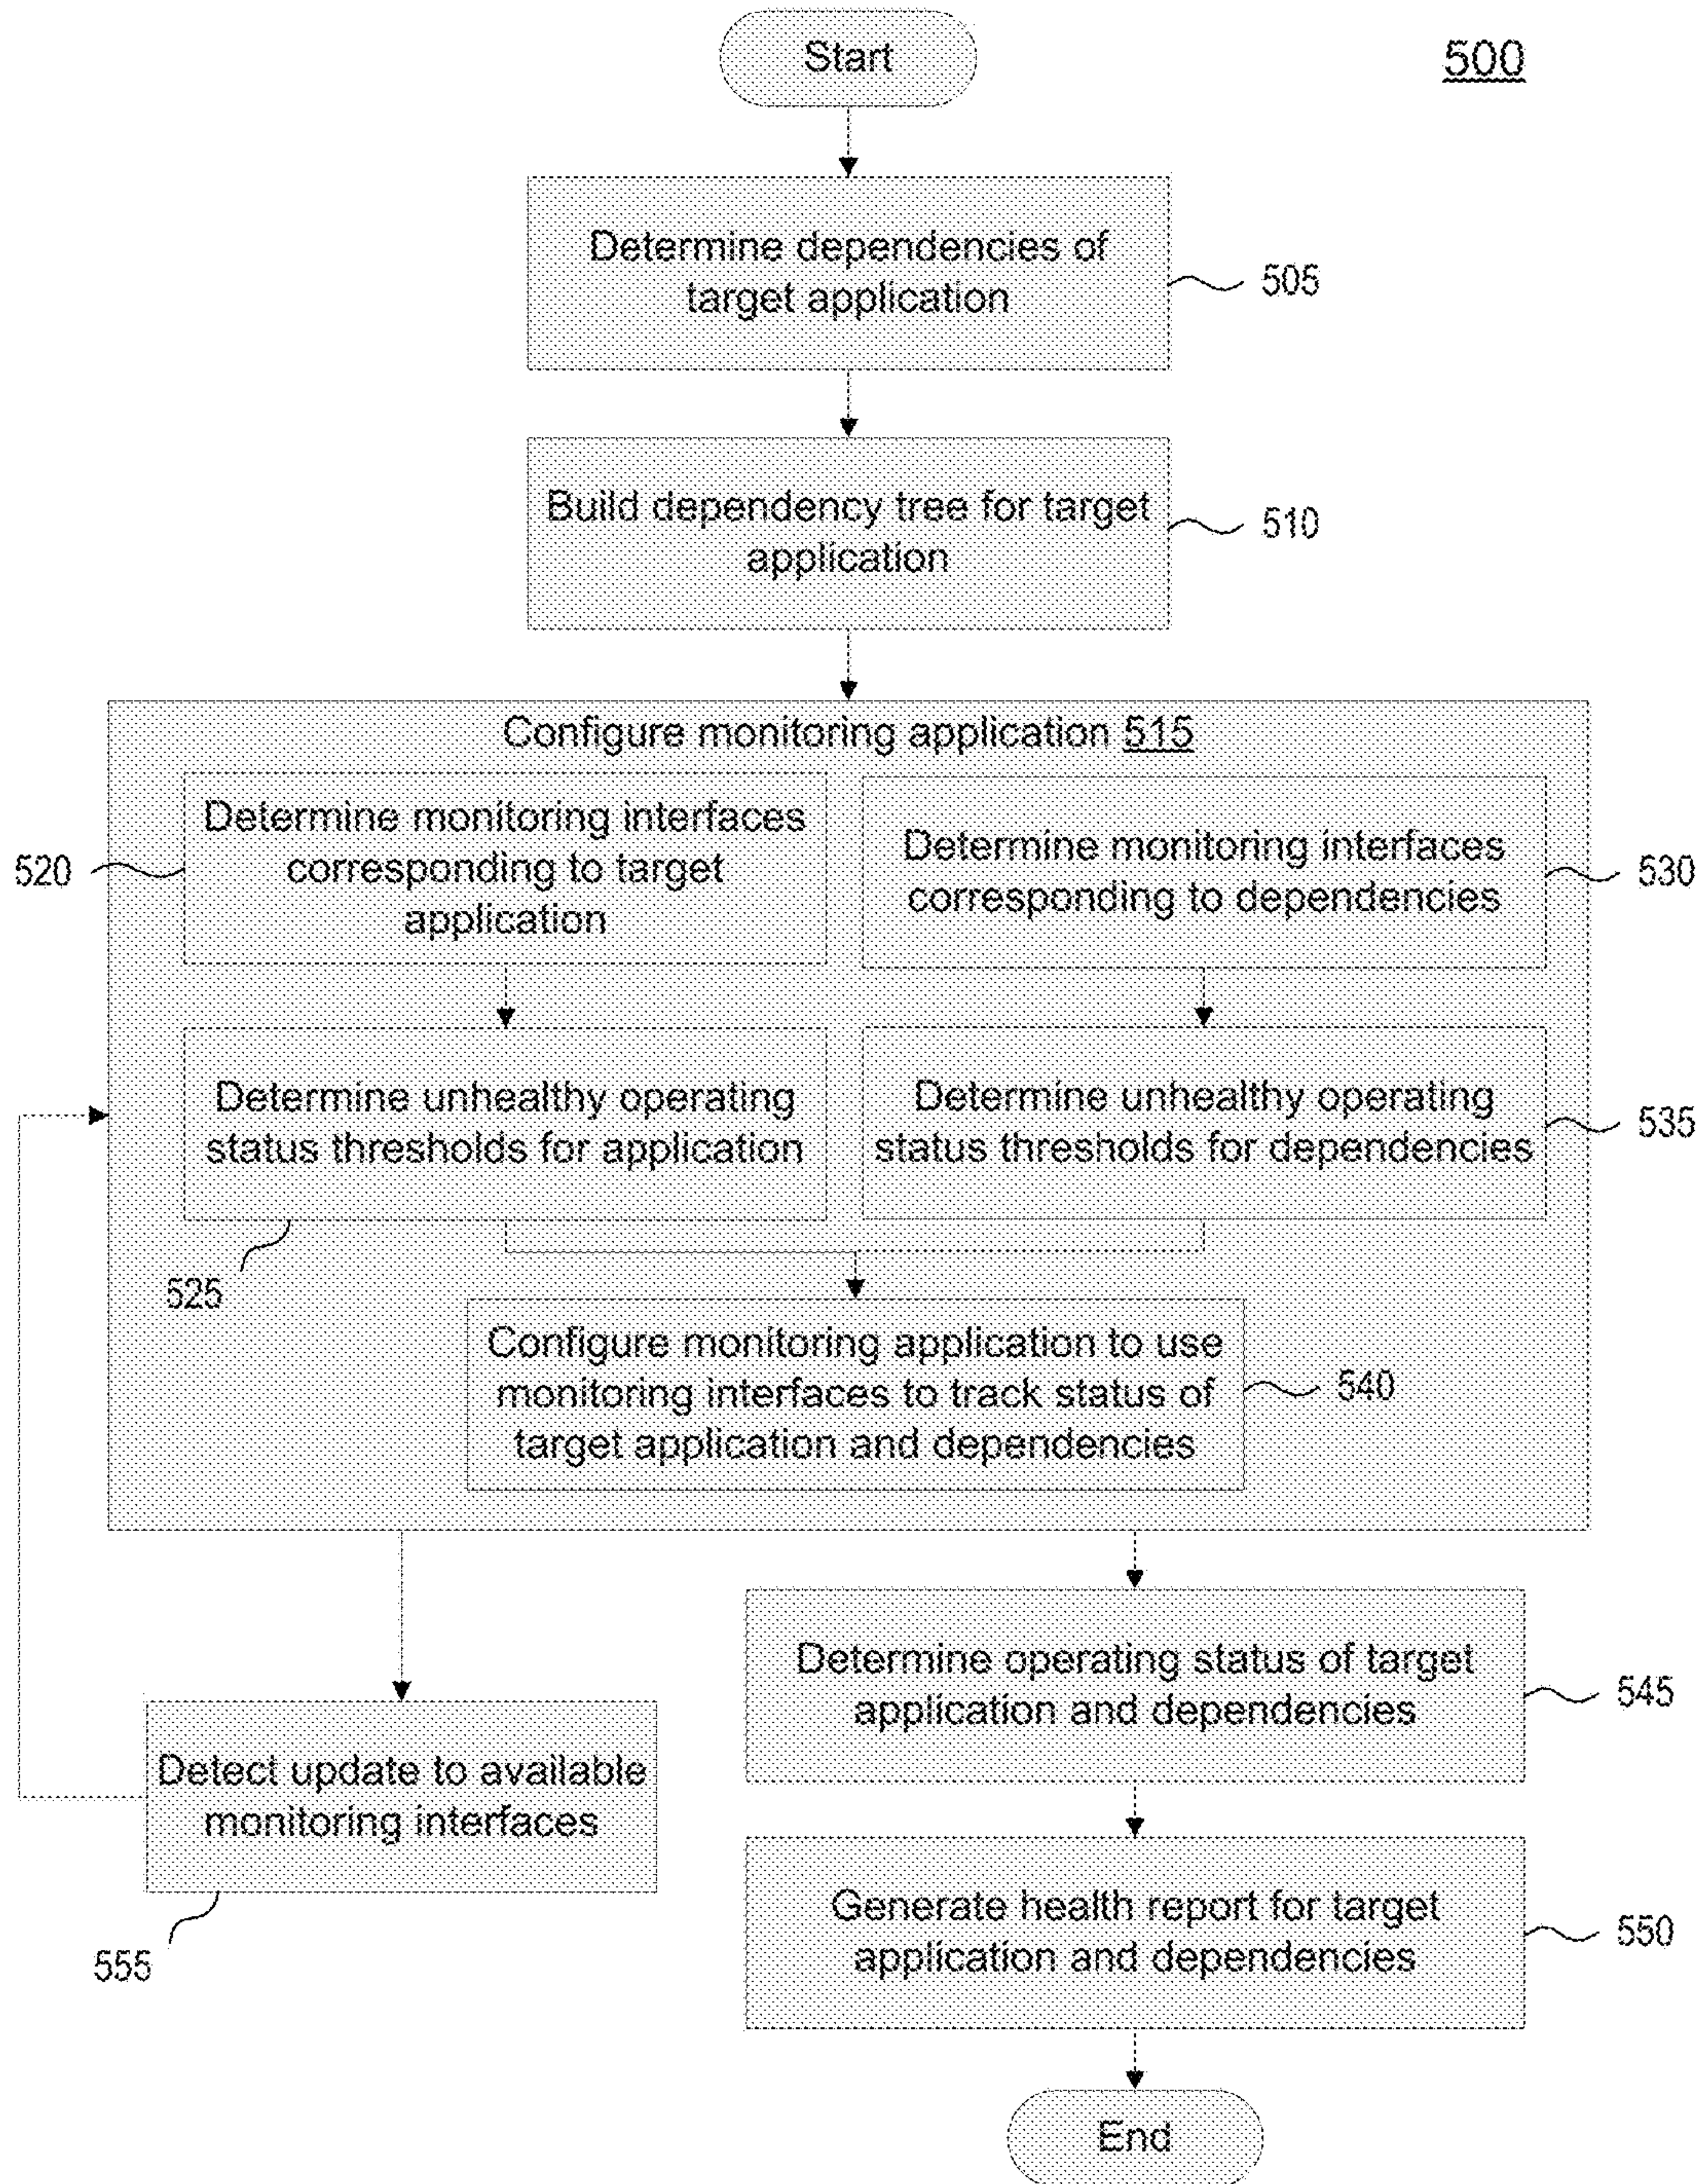 Start
500
Determine dependencies of
target application
505
Build dependency tree for target
application
510
Configure monitoring application 515
Determine monitoring interfaces
corresponding to target
application
520
Determine monitoring interfaces
corresponding to dependencies
530
Determine unhealthy operating
status thresholds for application
525
Determine unhealthy operating
status thresholds for dependencies
535
Configure monitoring application to use
monitoring interfaces to track status of
target application and dependencies
540
Determine operating status of target
application and dependencies
545
Detect update to available
monitoring interfaces
555
Generate health report for target
application and dependencies
550
End